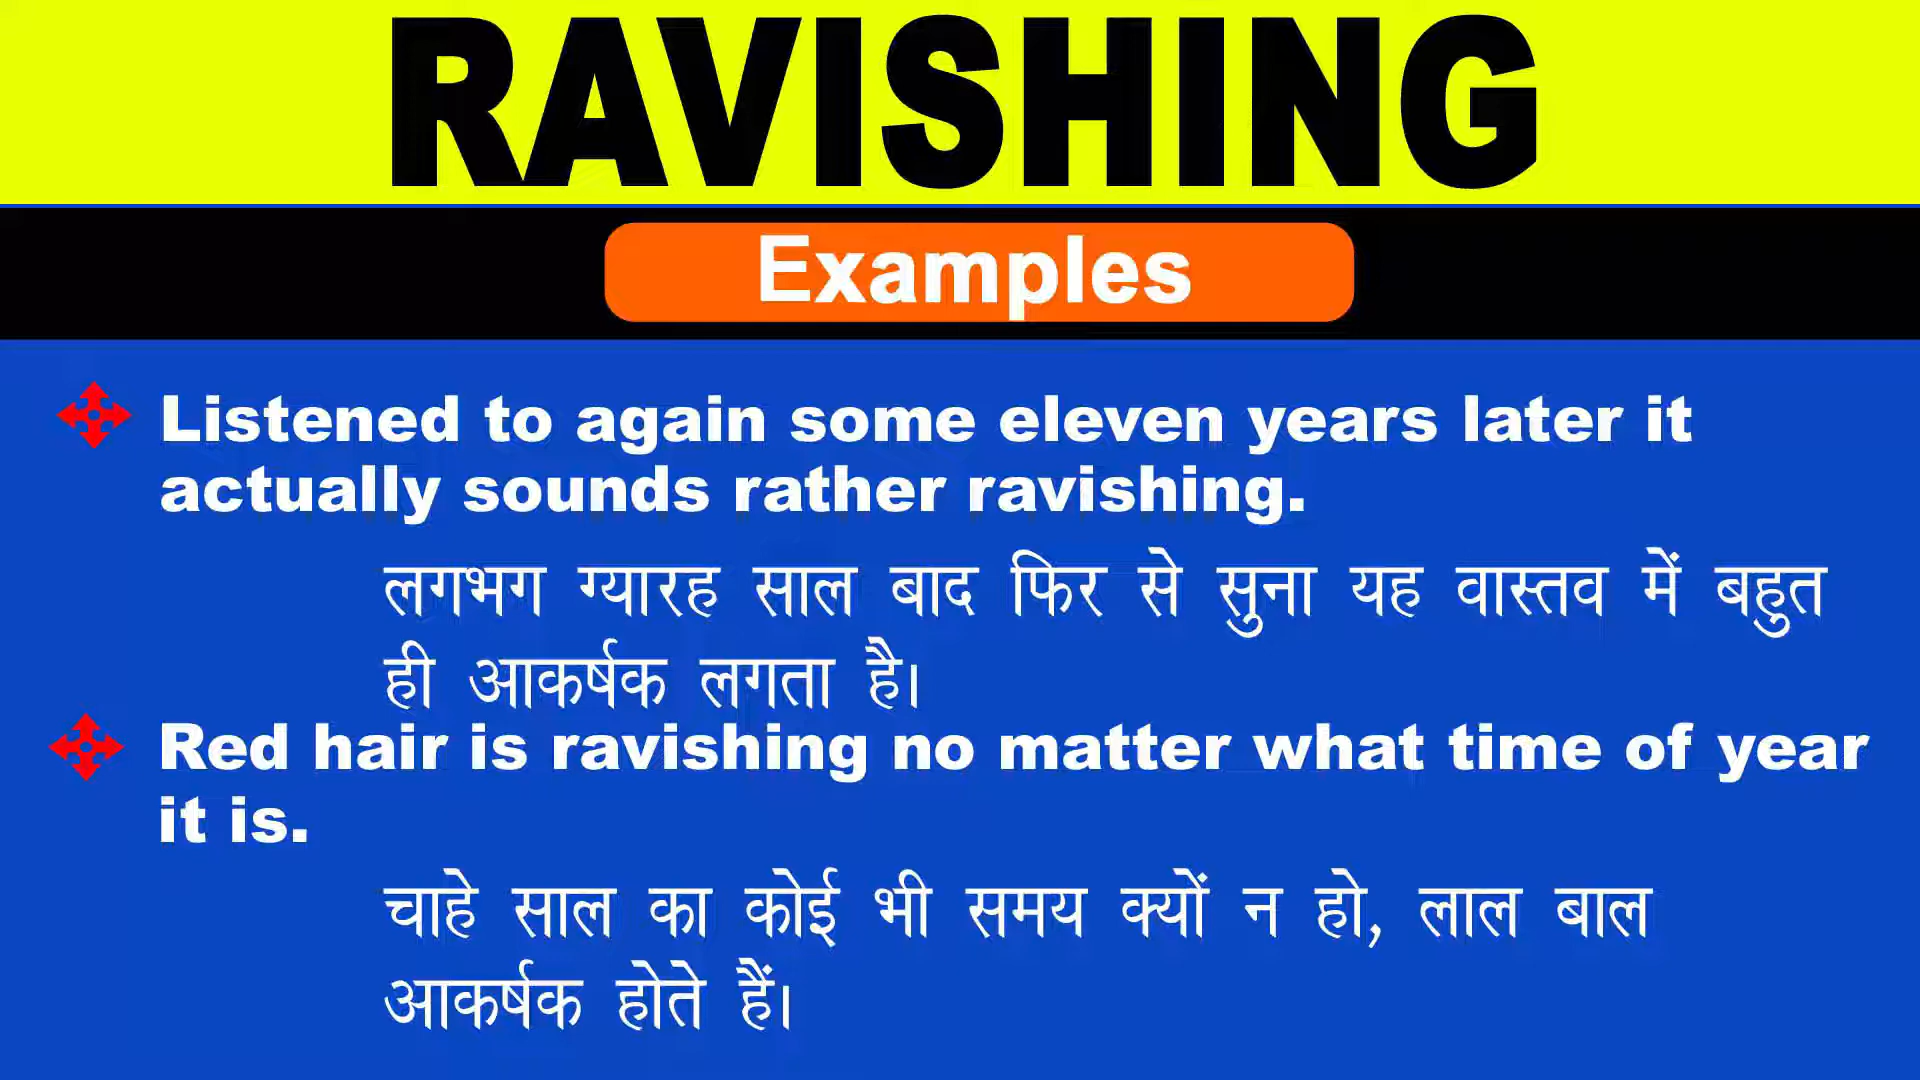 RAVISHING
Examples
Listened to again some eleven years later it
actually sounds rather ravishing.
लगभग ग्यारह साल बाद फिर से सुना यह वास्तव में बहुत
ही आकर्षक लगता है।
Red hair is ravishing no matter what time of year
it is.
चाहे साल का कोई भी समय क्यों न हो, लाल बाल
आकर्षक होते हैं।